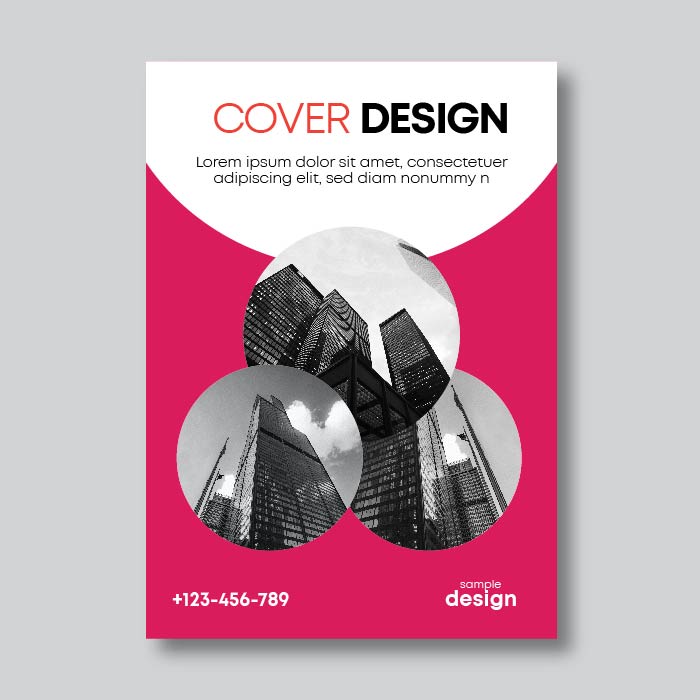 COVER DESIGN
Lorem ipsum dolor sit amet, consectetuer
adipiscing elit, sed diam nonummy n
+123-456-789
sample
design